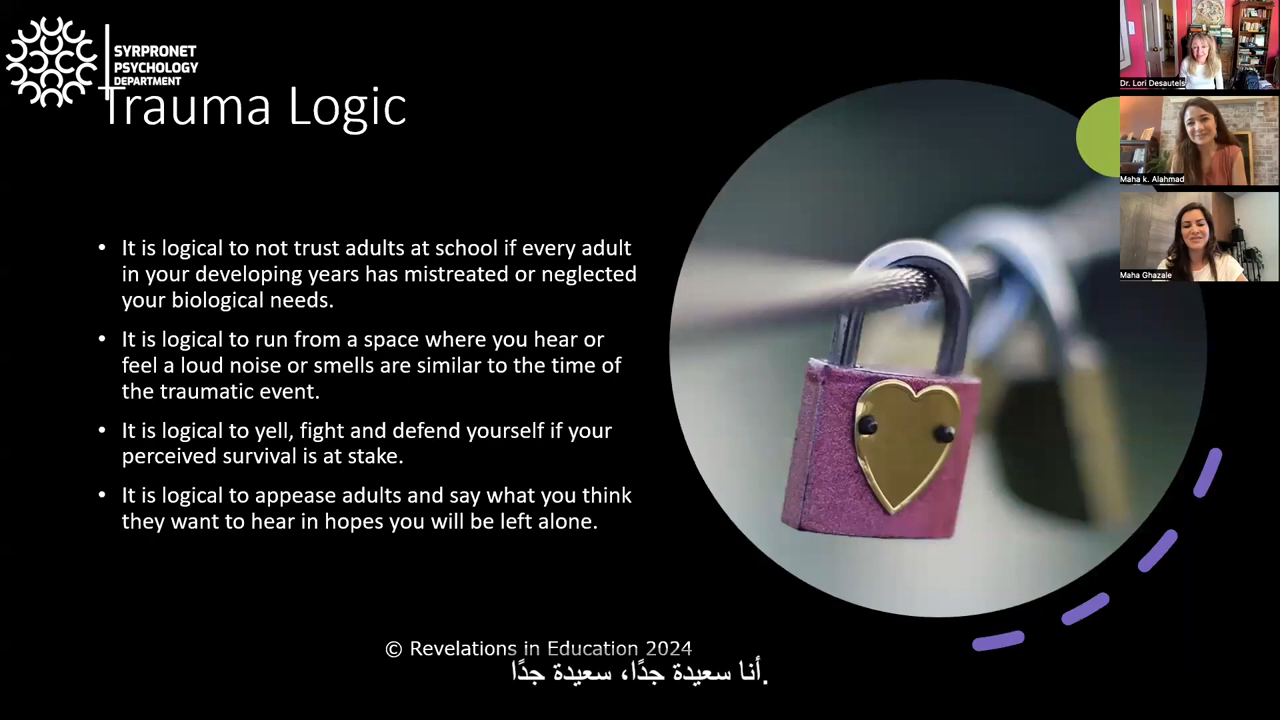 SYRPRONET
PSYCHOLOGY
DEPARTMENT
Trauma Logic
• It is logical to not trust adults at school if every adult
in your developing years has mistreated or neglected
your biological needs.
• It is logical to run from a space where you hear or
feel a loud noise or smells are similar to the time of
the traumatic event.
• It is logical to yell, fight and defend yourself if your
perceived survival is at stake.
• It is logical to appease adults and say what you think
they want to hear in hopes you will be left alone.
© Revelations in Education 2024
أنا سعيدة جدًا، سعيدة جدًا.
Dr. Lori Desautels
Maha k. Alahmad
Maha Ghazale